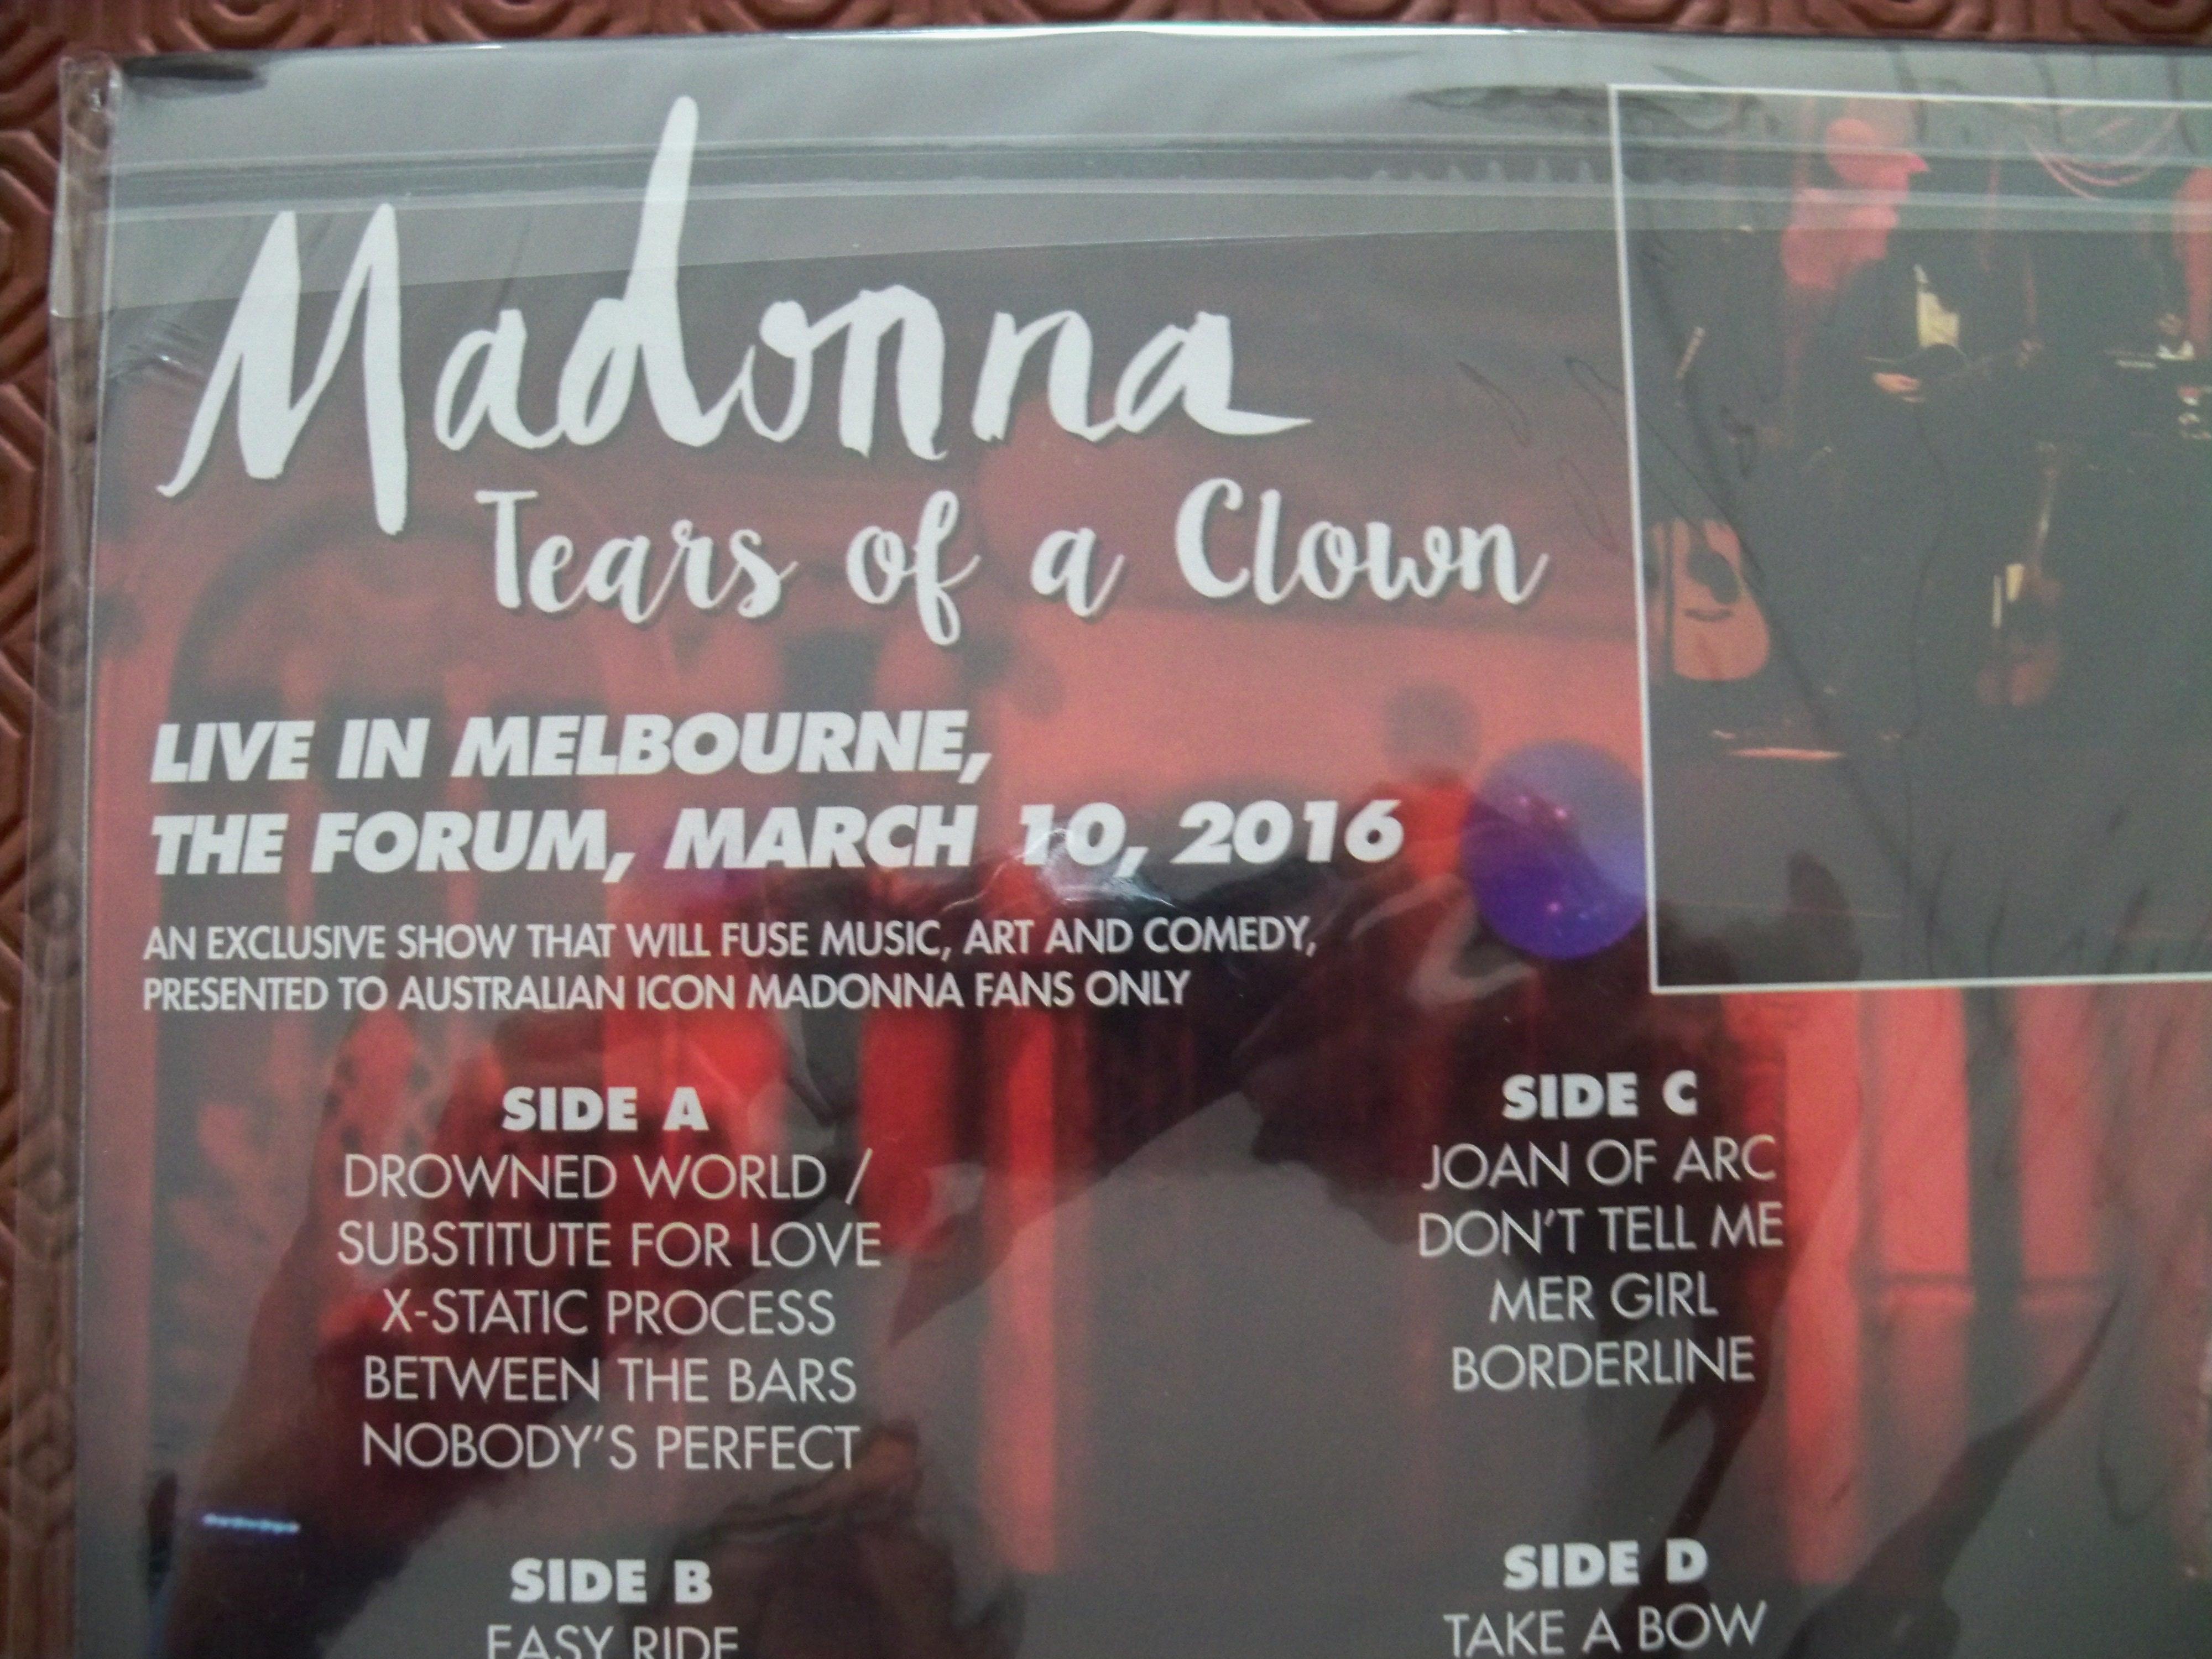 Madonna
Tears of a Clown
LIVE IN MELBOURNE,
THE FORUM, MARCH 10, 2016
AN EXCLUSIVE SHOW THAT WILL FUSE MUSIC, ART AND COMEDY,
PRESENTED TO AUSTRALIAN ICON MADONNA FANS ONLY
SIDE A
DROWNED WORLD /
SUBSTITUTE FOR LOVE
X-STATIC PROCESS
BETWEEN THE BARS
NOBODY'S PERFECT
SIDE B
EASY RIDE
SIDE C
JOAN OF ARC
DON'T TELL ME
MER GIRL
BORDERLINE
SIDE D
TAKE A BOW